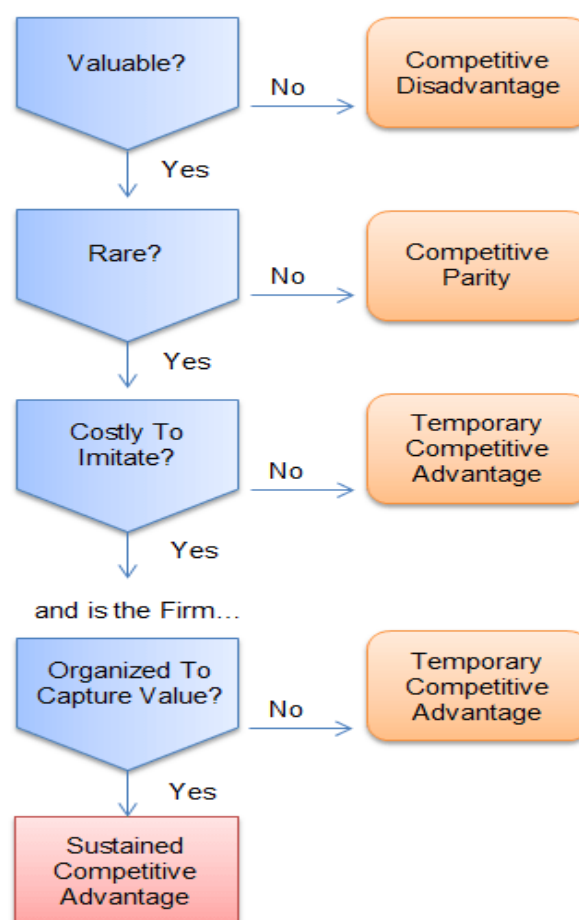 Valuable?
No
Competitive
Disadvantage
Yes
Rare?
No
Competitive
Parity
Yes
Costly To
Imitate?
No
Temporary
Competitive
Advantage
Yes
and is the Firm...
Organized To
Capture Value?
No
Temporary
Competitive
Advantage
Yes
Sustained
Competitive
Advantage